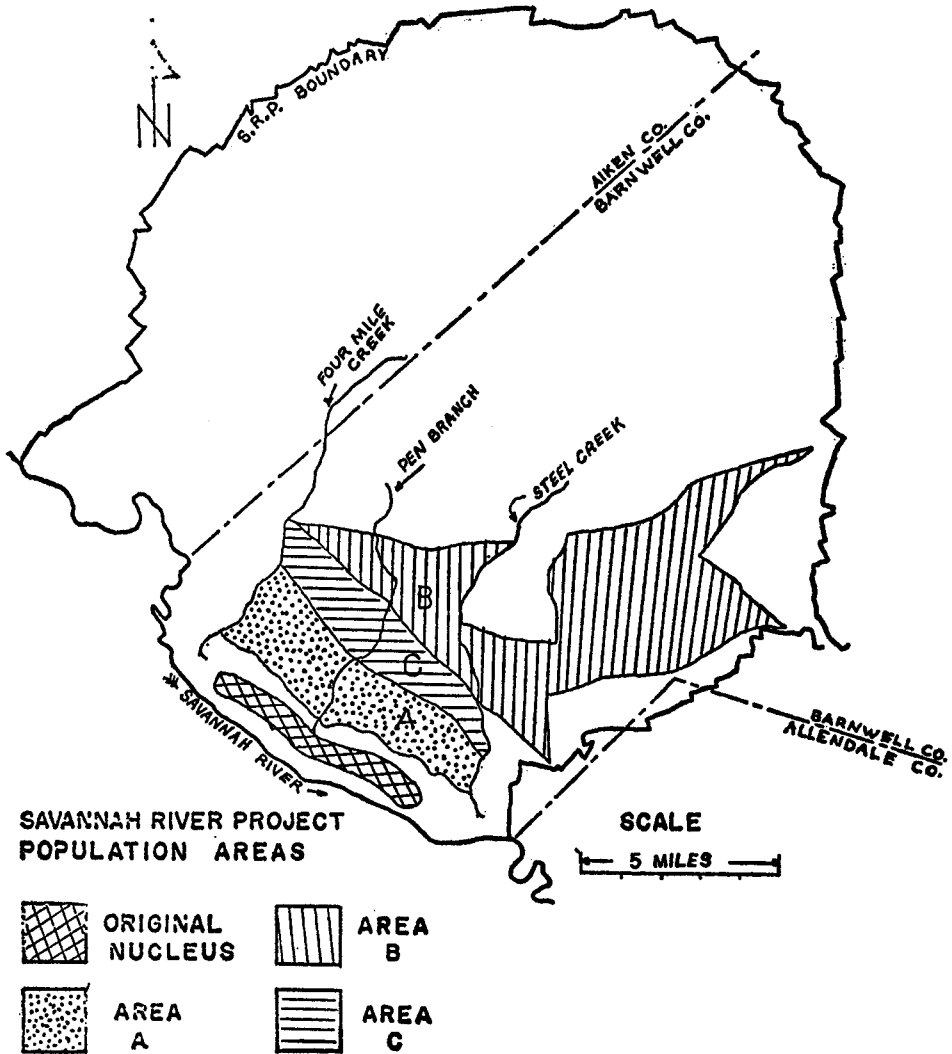 N
S.R.P. BOUNDARY
AIKEN CO.
BARNWELL CO.
FOUR MILE
CREEK
PEN BRANCH
STEEL CREEK
B
C
A
SAVANNAH RIVER
BARNWELL CO.
ALLENDALE CO.
SAVANNAH RIVER PROJECT
POPULATION AREAS
SCALE
5 MILES
ORIGINAL
NUCLEUS
AREA
B
AREA
A
AREA
C